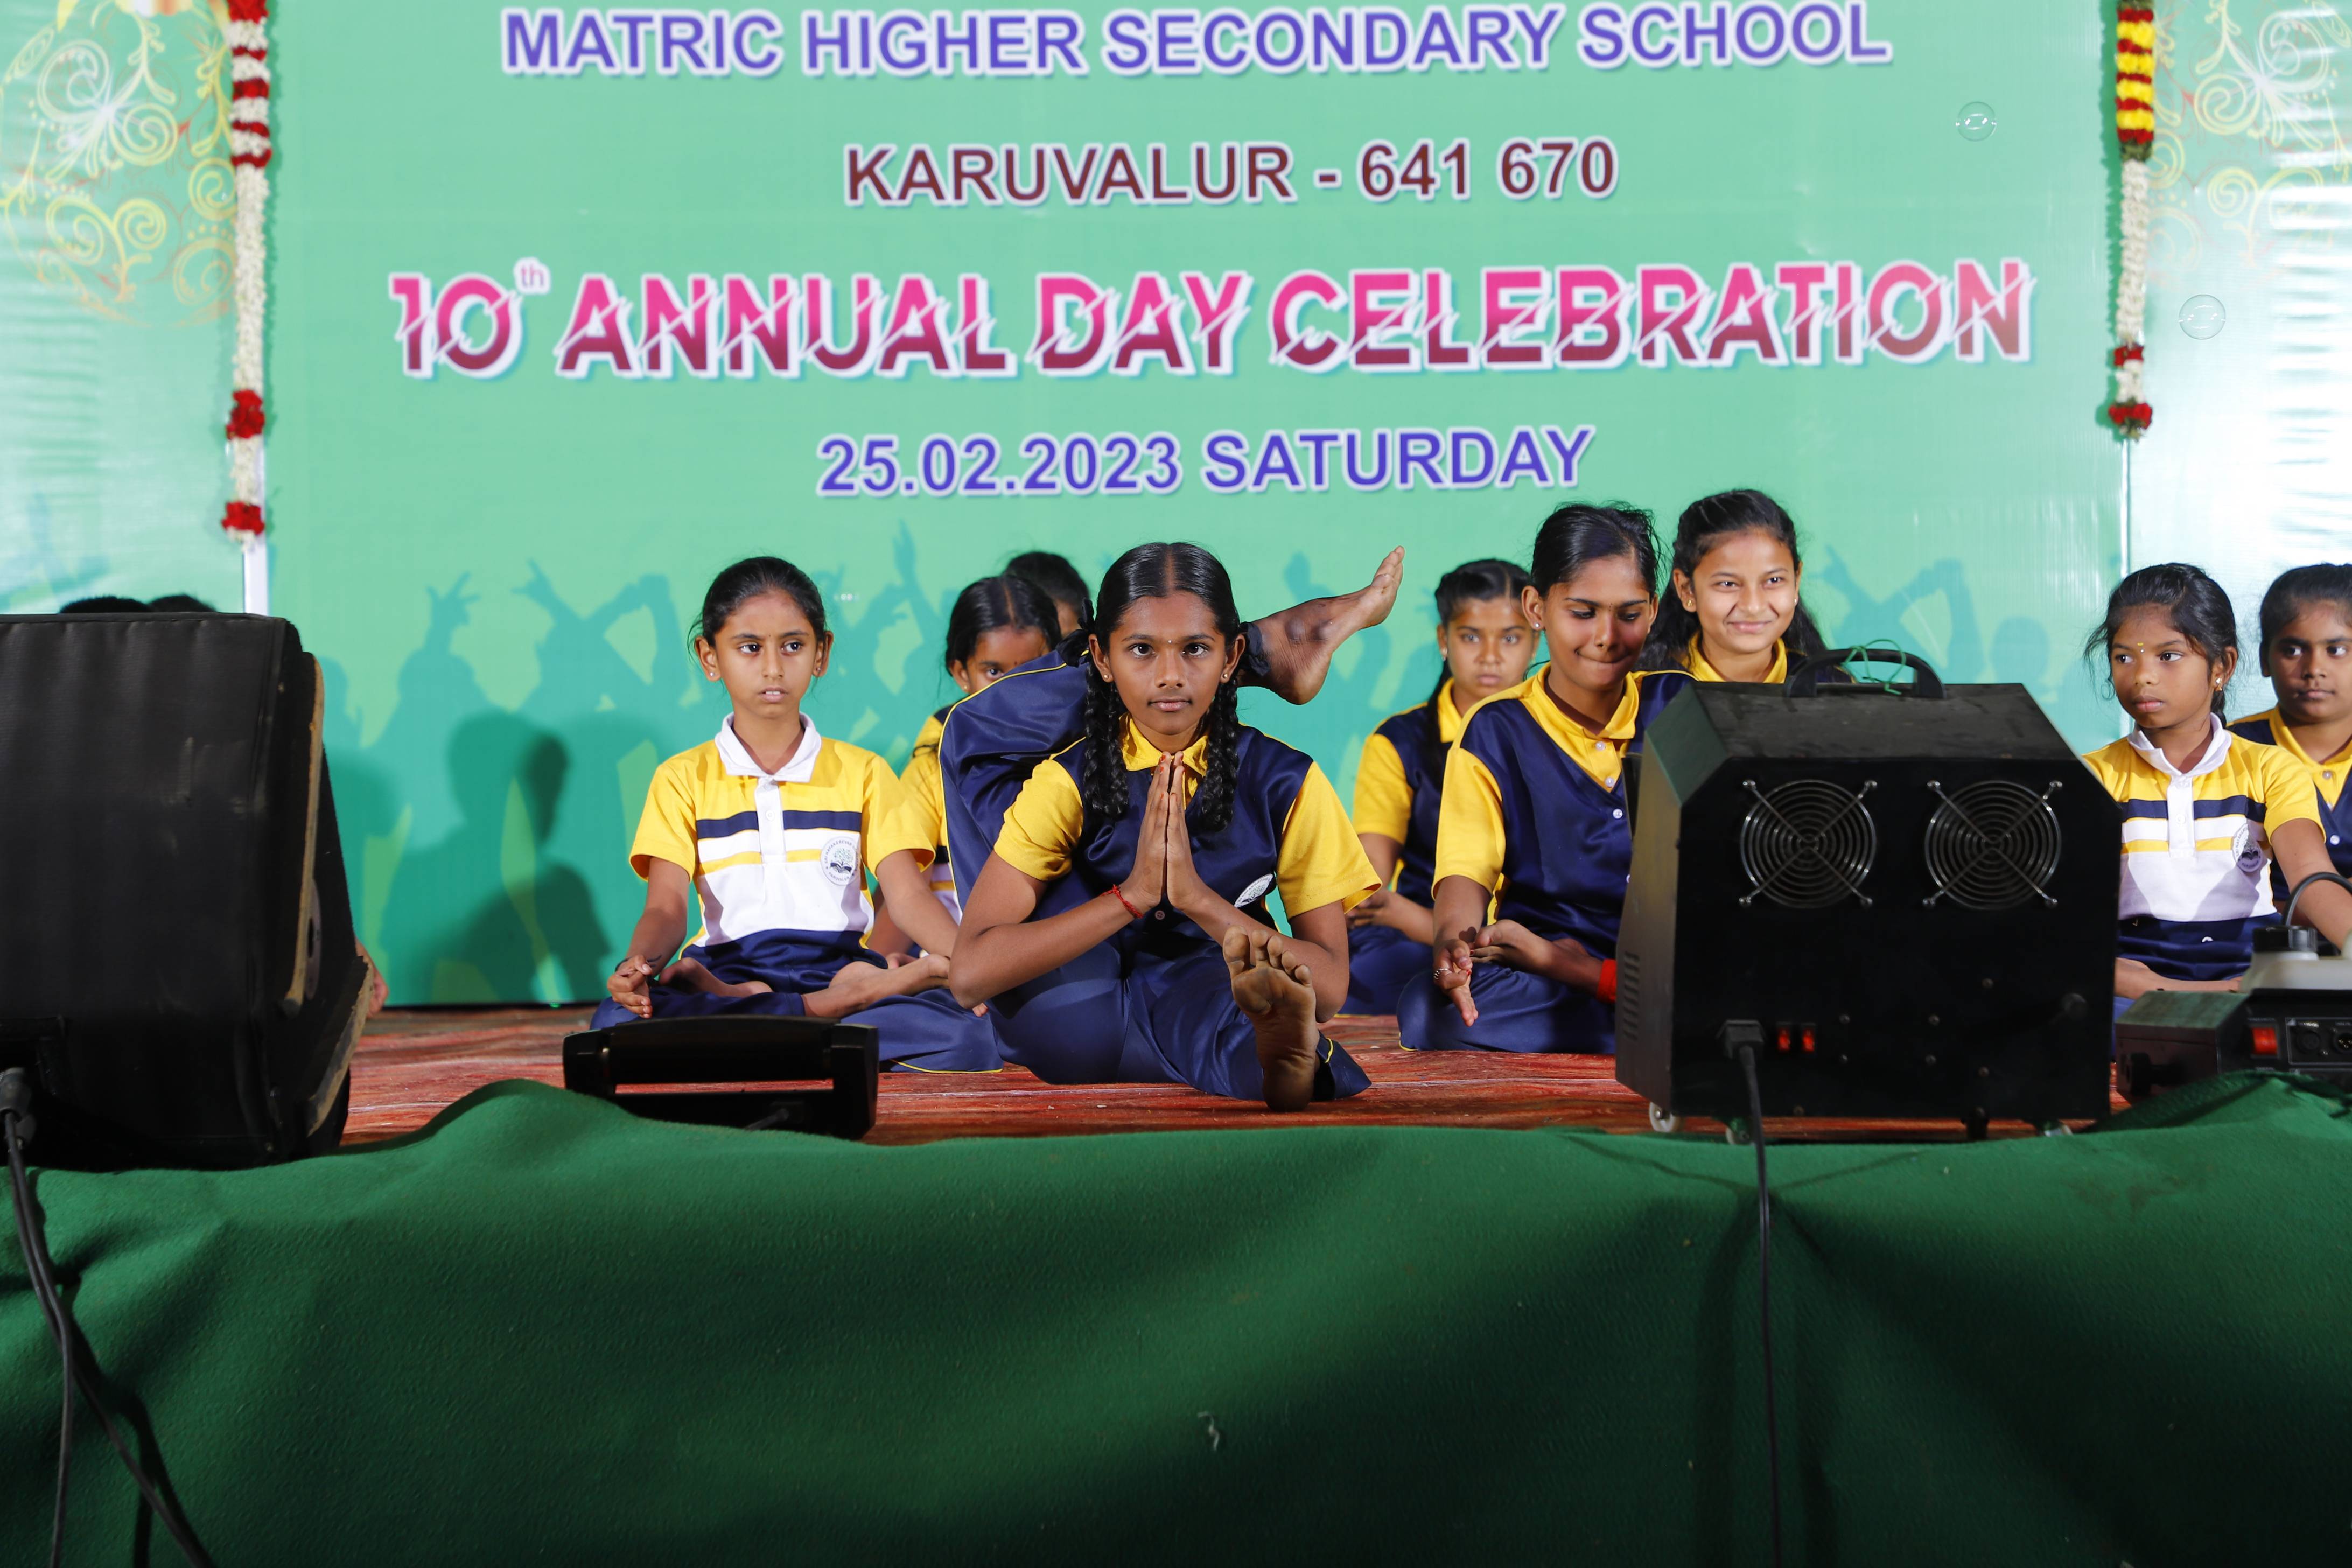 MATRIC HIGHER SECONDARY SCHOOL
KARUVALUR - 641 670
10th ANNUAL DAY CELEBRATION
25.02.2023 SATURDAY